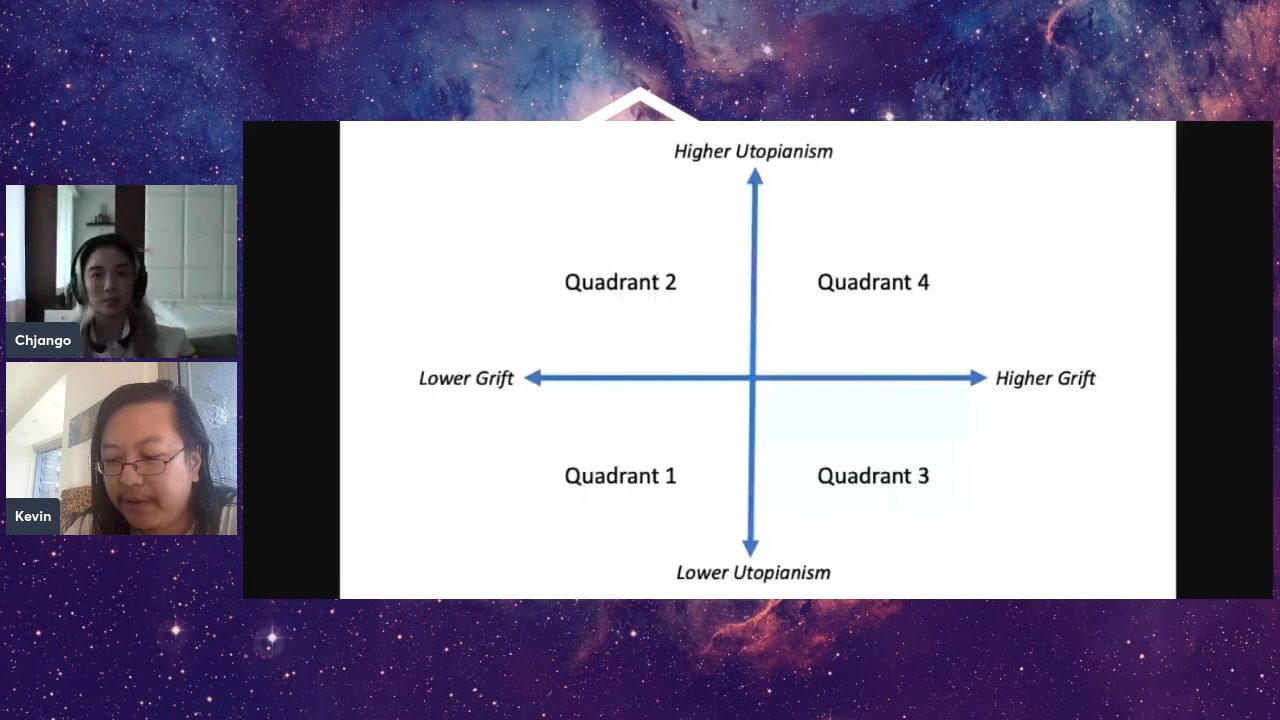 Higher Utopianism
Quadrant 2
Quadrant 4
Lower Grift
Higher Grift
Quadrant 1
Quadrant 3
Lower Utopianism
Chjango
Kevin